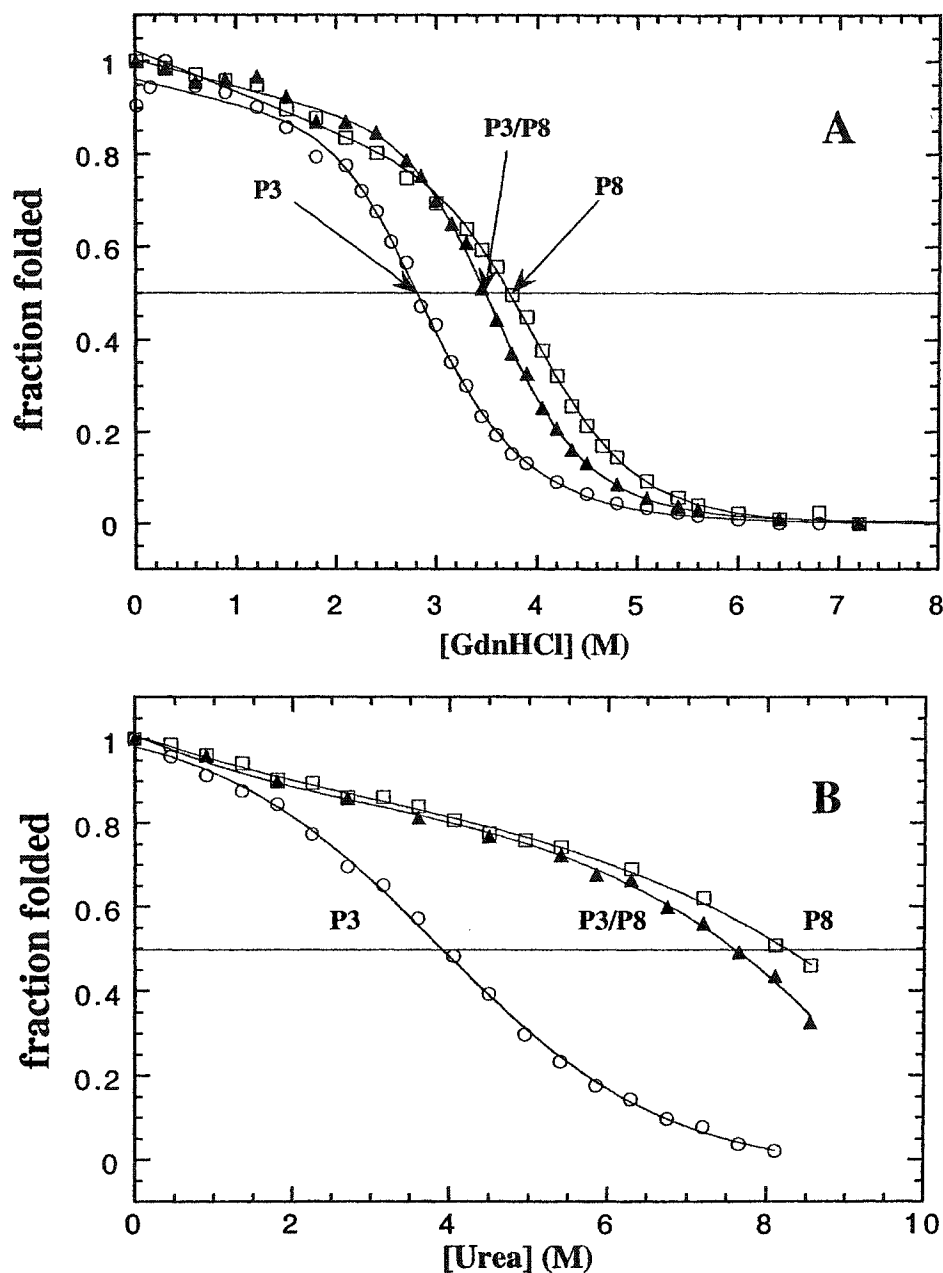 A
P3/P8
P3
P8
fraction folded
1
0.8
0.6
0.4
0.2
0
0 1 2 3 4 5 6 7 8
[GdnHCl] (M)
B
P3
P3/P8
P8
fraction folded
1
0.8
0.6
0.4
0.2
0
0 2 4 6 8 10
[Urea] (M)